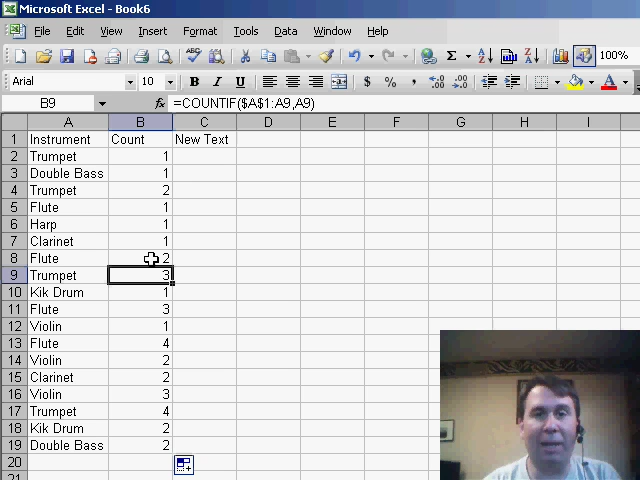 Microsoft Excel - Book6
File Edit View Insert Format Tools Data Window Help
Σ 100%
Arial 10 B I U $ % , .00
B9 fx =COUNTIF($A$1:A9,A9)
A B C D E F G H I
1 Instrument Count New Text
2 Trumpet 1
3 Double Bass 1
4 Trumpet 2
5 Flute 1
6 Harp 1
7 Clarinet 1
8 Flute 2
9 Trumpet 3
10 Kik Drum 1
11 Flute 3
12 Violin 1
13 Flute 4
14 Violin 2
15 Clarinet 2
16 Violin 3
17 Trumpet 4
18 Kik Drum 2
19 Double Bass 2
20
21